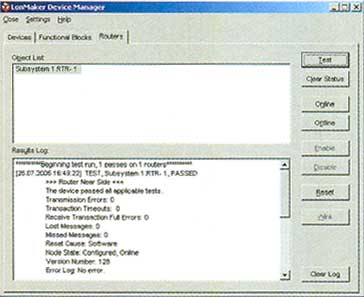 LonMaker Device Manager
Close Settings Help
Devices Functional Blocks Routers
Object List:
Subsystem 1.RTR- 1
Test
Clear Status
Online
Offline
Enable
Disable
Reset
Wink
Clear Log
Results Log:
*********Beginning test run, 1 passes on 1 routers*********
[26.07.2006 16:49:22] TEST, Subsystem 1.RTR- 1, PASSED
>>> Router Near Side <<<
The device passed all applicable tests.
Transmission Errors: 0
Transaction Timeouts: 0
Receive Transaction Full Errors: 0
Lost Messages: 0
Missed Messages: 0
Reset Cause: Software
Node State: Configured, Online
Version Number: 128
Error Log: No error.